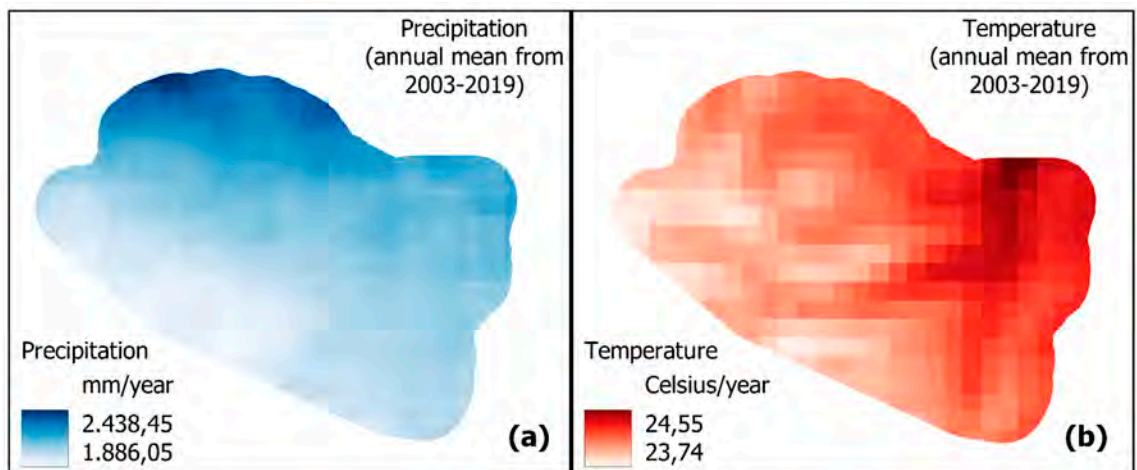 Precipitation
(annual mean from
2003-2019)
Precipitation
mm/year
2.438,45
1.886,05
(a)
Temperature
(annual mean from
2003-2019)
Temperature
Celsius/year
24,55
23,74
(b)